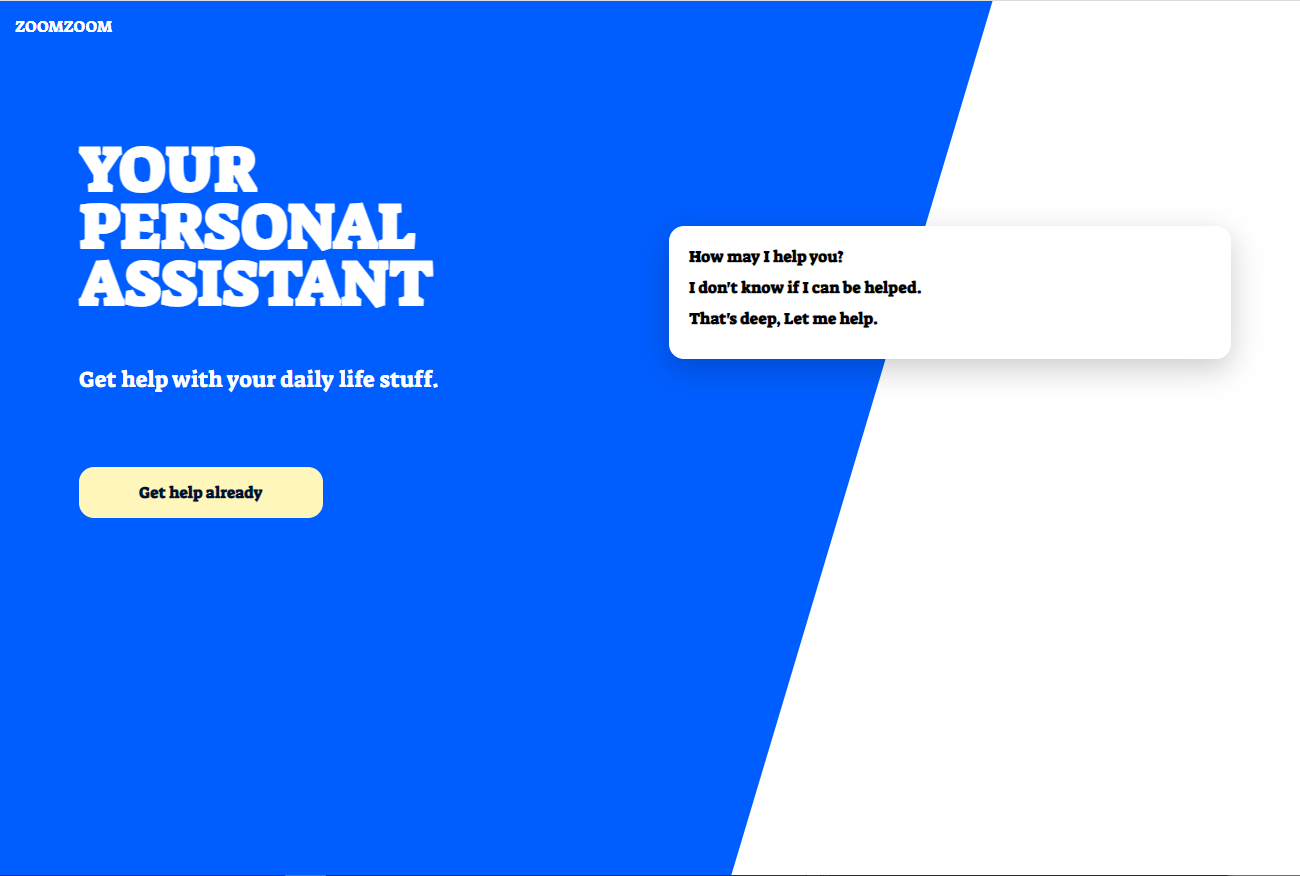 ZOOMZOOM
YOUR
PERSONAL
ASSISTANT
Get help with your daily life stuff.
Get help already
How may I help you?
I don't know if I can be helped.
That's deep, Let me help.